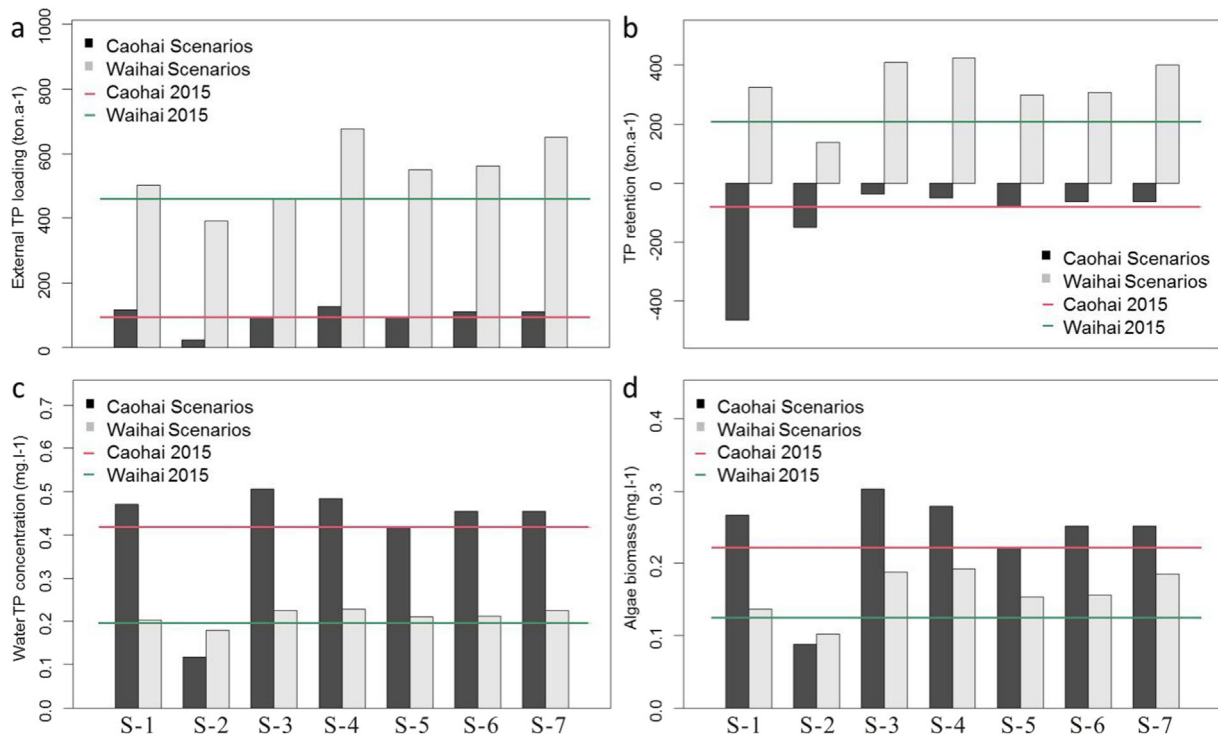 a
1000
800
600
400
200
0
External TP loading (ton.a-1)
Caohai Scenarios
Waihai Scenarios
Caohai 2015
Waihai 2015
b
400
200
0
-200
-400
TP retention (ton.a-1)
Caohai Scenarios
Waihai Scenarios
Caohai 2015
Waihai 2015
c
0.7
0.6
0.5
0.4
0.3
0.2
0.1
0.0
Water TP concentration (mg.l-1)
Caohai Scenarios
Waihai Scenarios
Caohai 2015
Waihai 2015
S-1 S-2 S-3 S-4 S-5 S-6 S-7
d
0.4
0.3
0.2
0.1
0.0
Algae biomass (mg.l-1)
Caohai Scenarios
Waihai Scenarios
Caohai 2015
Waihai 2015
S-1 S-2 S-3 S-4 S-5 S-6 S-7